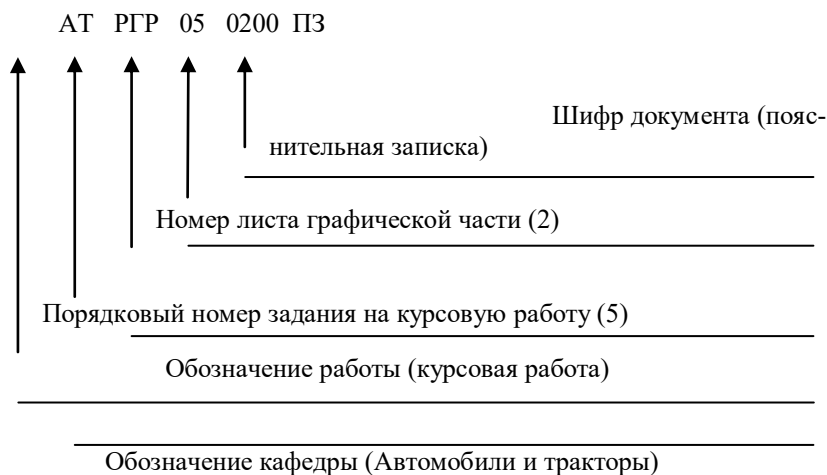 АТ РГР 05 0200 ПЗ
Шифр документа (пояс-
нительная записка)
Номер листа графической части (2)
Порядковый номер задания на курсовую работу (5)
Обозначение работы (курсовая работа)
Обозначение кафедры (Автомобили и тракторы)